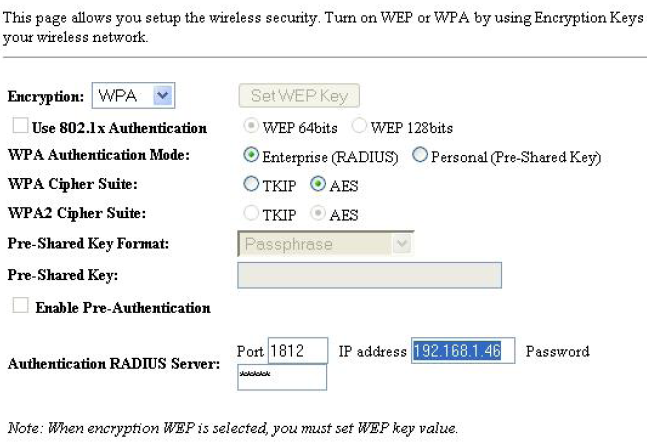 This page allows you setup the wireless security. Turn on WEP or WPA by using Encryption Keys
your wireless network.
Encryption: WPA Set WEP Key
Use 802.1x Authentication WEP 64bits WEP 128bits
WPA Authentication Mode: Enterprise (RADIUS) Personal (Pre-Shared Key)
WPA Cipher Suite: TKIP AES
WPA2 Cipher Suite: TKIP AES
Pre-Shared Key Format: Passphrase
Pre-Shared Key:
Enable Pre-Authentication
Authentication RADIUS Server: Port 1812 IP address 192.168.1.46 Password
*****
Note: When encryption WEP is selected, you must set WEP key value.